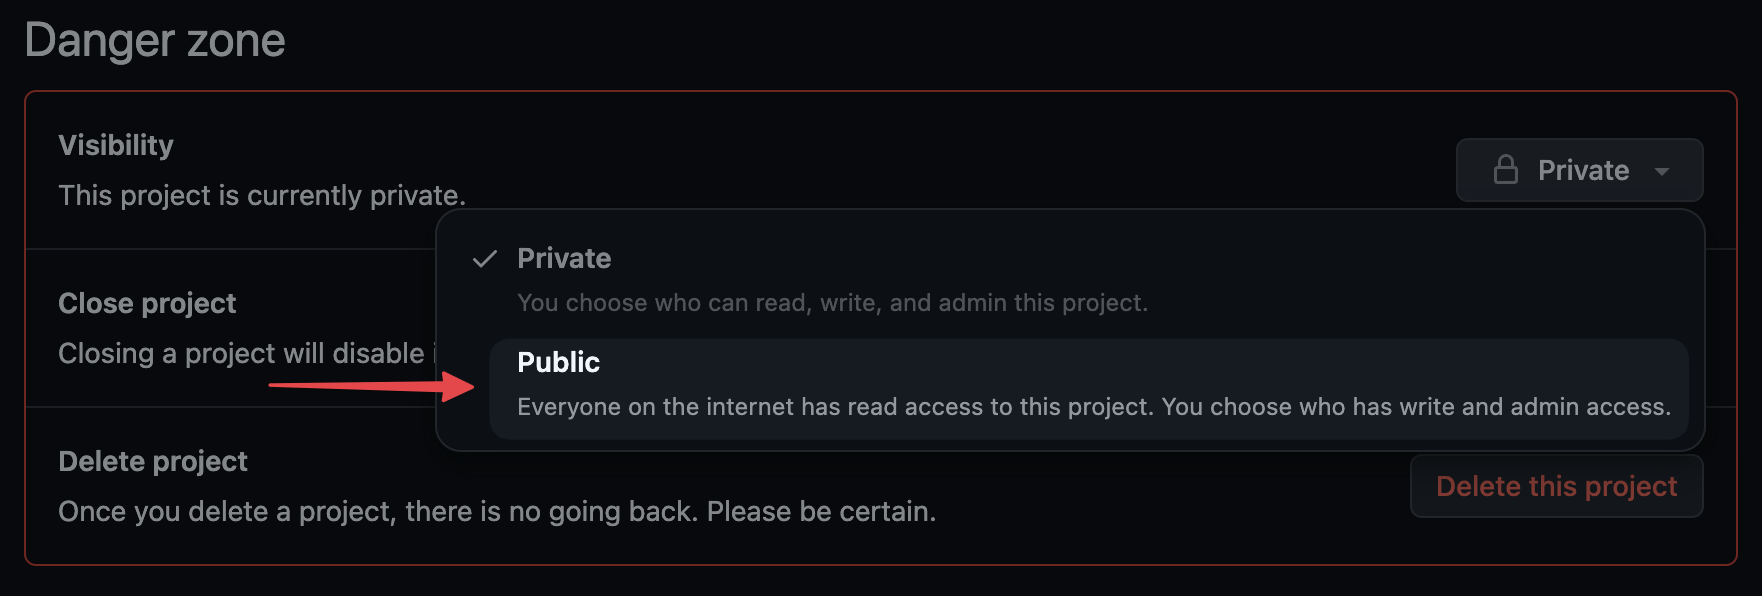 Danger zone
Visibility
This project is currently private.
Private
Private
You choose who can read, write, and admin this project.
Public
Everyone on the internet has read access to this project. You choose who has write and admin access.
Close project
Closing a project will disable
Delete project
Once you delete a project, there is no going back. Please be certain.
Delete this project